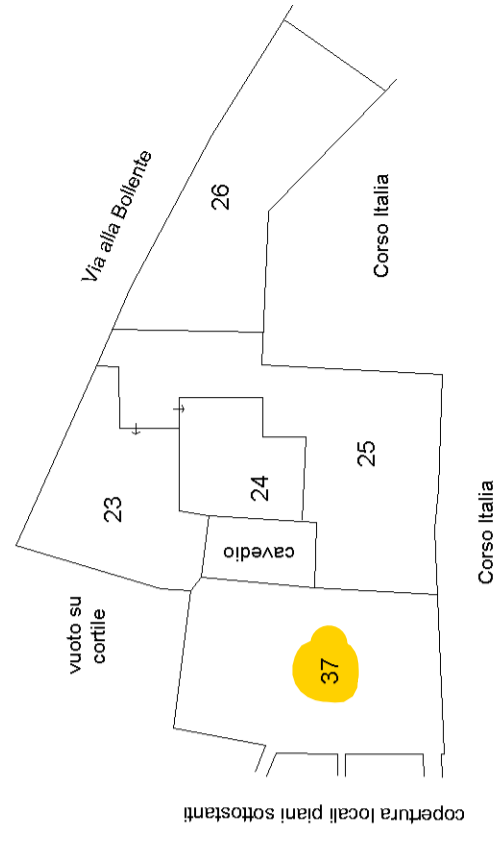 Via alla Bollente
26
Corso Italia
23
24
25
cavedio
vuoto su
cortile
37
Corso Italia
copertura locali piani sottostanti